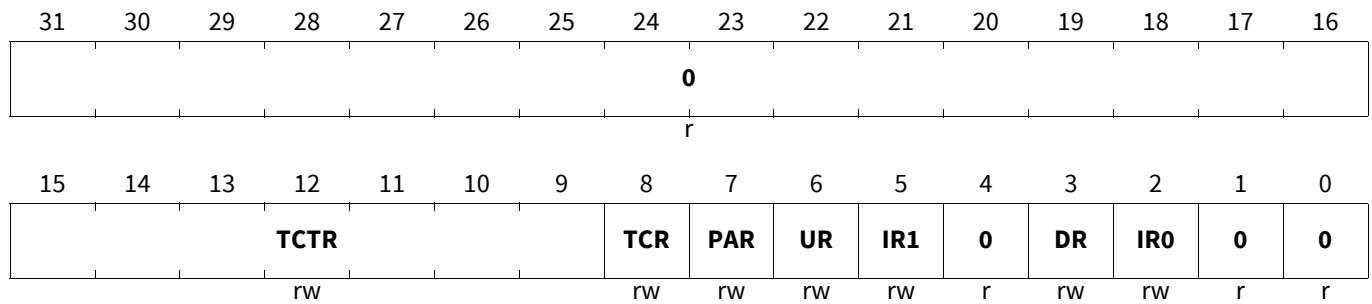 31 30 29 28 27 26 25 24 23 22 21 20 19 18 17 16
0
r
15 14 13 12 11 10 9 8 7 6 5 4 3 2 1 0
TCTR TCR PAR UR IR1 0 DR IR0 0 0
rw rw rw rw rw r rw rw r r